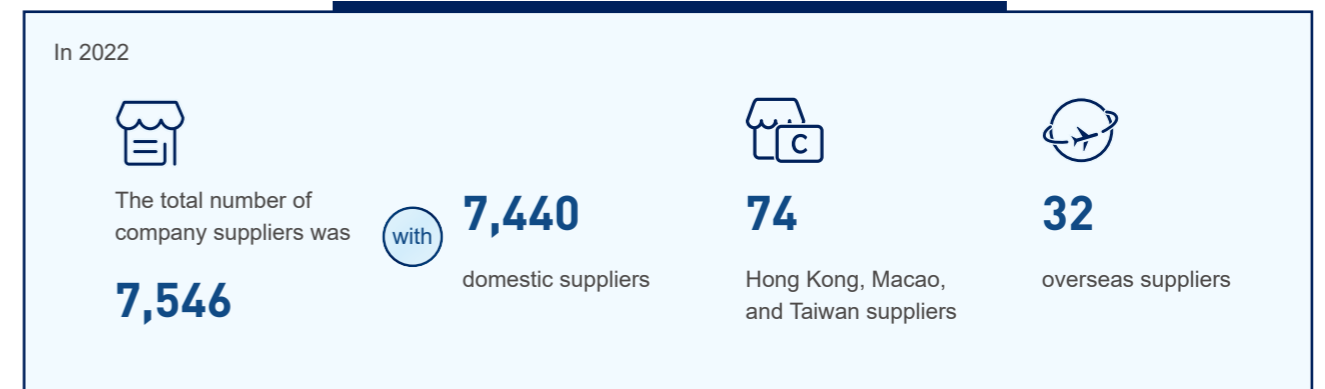 In 2022
The total number of
company suppliers was
7,546
with
7,440
domestic suppliers
C
74
Hong Kong, Macao,
and Taiwan suppliers
32
overseas suppliers